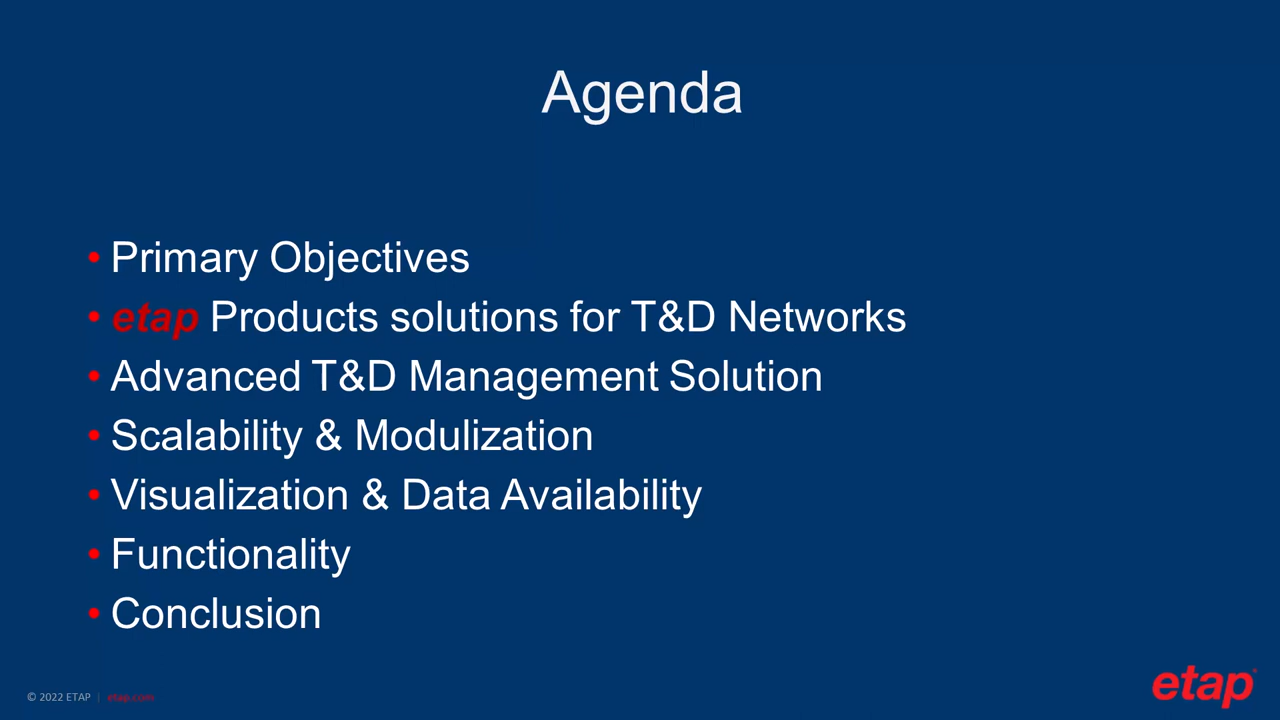 Agenda
• Primary Objectives
• etap Products solutions for T&D Networks
• Advanced T&D Management Solution
• Scalability & Modulization
• Visualization & Data Availability
• Functionality
• Conclusion
© 2022 ETAP | etap.com
etap